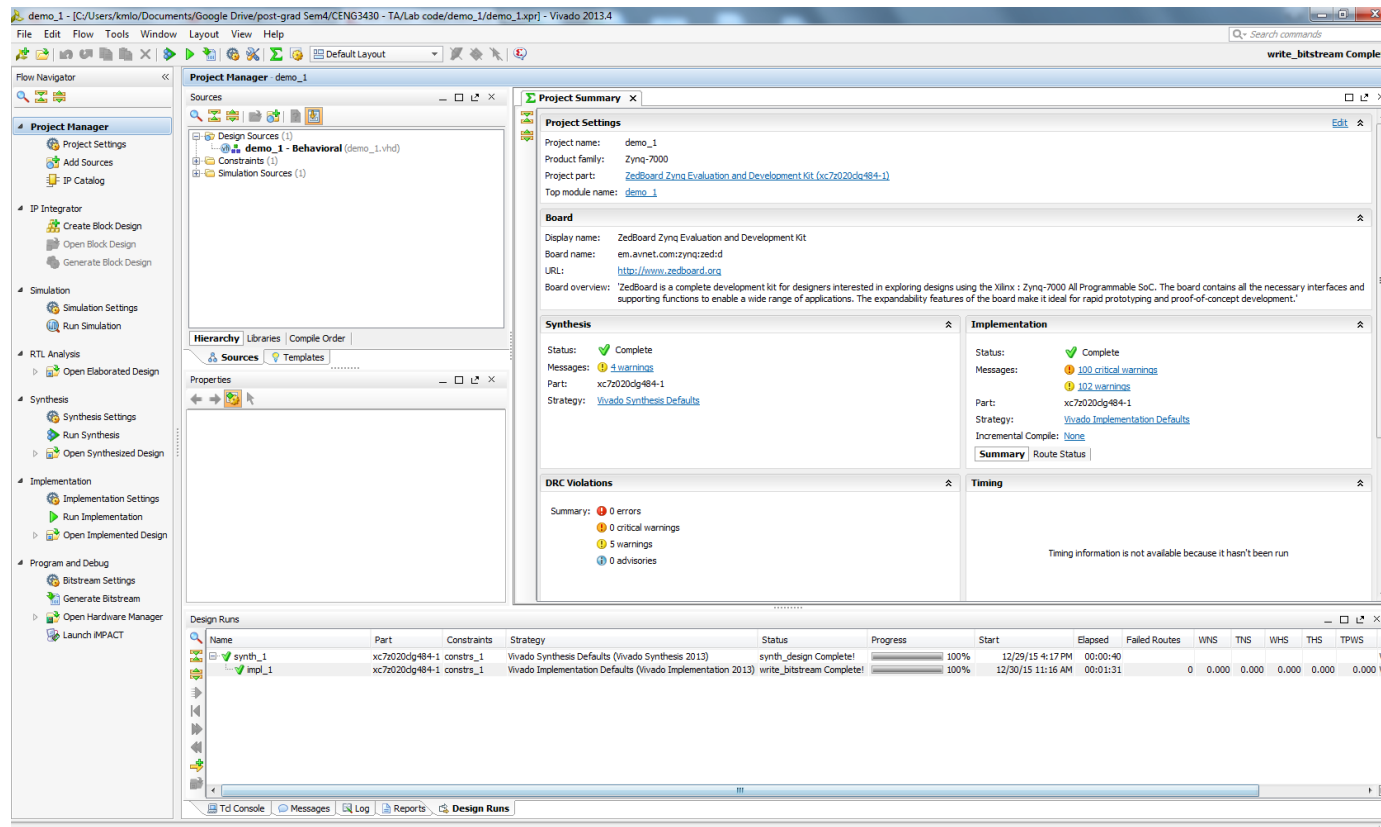 demo_1 - [C:/Users/kmlo/Documents/Google Drive/post-grad Sem4/CENG3430 - TA/Lab code/demo_1/demo_1.xpr] - Vivado 2013.4
File Edit Flow Tools Window Layout View Help
Search commands
Default Layout
write_bitstream Comple
Flow Navigator
Project Manager
Project Settings
Add Sources
IP Catalog
IP Integrator
Create Block Design
Open Block Design
Generate Block Design
Simulation
Simulation Settings
Run Simulation
RTL Analysis
Open Elaborated Design
Synthesis
Synthesis Settings
Run Synthesis
Open Synthesized Design
Implementation
Implementation Settings
Run Implementation
Open Implemented Design
Program and Debug
Bitstream Settings
Generate Bitstream
Open Hardware Manager
Launch iMPACT
Project Manager - demo_1
Sources
Design Sources (1)
demo_1 - Behavioral (demo_1.vhd)
Constraints (1)
Simulation Sources (1)
Hierarchy Libraries Compile Order
Sources Templates
Properties
Project Summary
Project Settings Edit
Project name: demo_1
Product family: Zynq-7000
Project part: ZedBoard Zynq Evaluation and Development Kit (xc7z020clg484-1)
Top module name: demo_1
Board
Display name: ZedBoard Zynq Evaluation and Development Kit
Board name: em.avnet.com:zynq:zed:d
URL: http://www.zedboard.org
Board overview: 'ZedBoard is a complete development kit for designers interested in exploring designs using the Xilinx : Zynq-7000 All Programmable SoC. The board contains all the necessary interfaces and
supporting functions to enable a wide range of applications. The expandability features of the board make it ideal for rapid prototyping and proof-of-concept development.'
Synthesis
Status: Complete
Messages: 4 warnings
Part: xc7z020clg484-1
Strategy: Vivado Synthesis Defaults
Implementation
Status: Complete
Messages: 100 critical warnings
102 warnings
Part: xc7z020clg484-1
Strategy: Vivado Implementation Defaults
Incremental Compile: None
Summary Route Status
DRC Violations
Summary: 0 errors
0 critical warnings
5 warnings
0 advisories
Timing
Timing information is not available because it hasn't been run
Design Runs
Name Part Constraints Strategy Status Progress Start Elapsed Failed Routes WNS TNS WHS THS TPWS
synth_1 xc7z020clg484-1 constrs_1 Vivado Synthesis Defaults (Vivado Synthesis 2013) synth_design Complete! 100% 12/29/15 4:17 PM 00:00:40
impl_1 xc7z020clg484-1 constrs_1 Vivado Implementation Defaults (Vivado Implementation 2013) write_bitstream Complete! 100% 12/30/15 11:16 AM 00:01:31 0 0.000 0.000 0.000 0.000 0.000
Tcl Console Messages Log Reports Design Runs